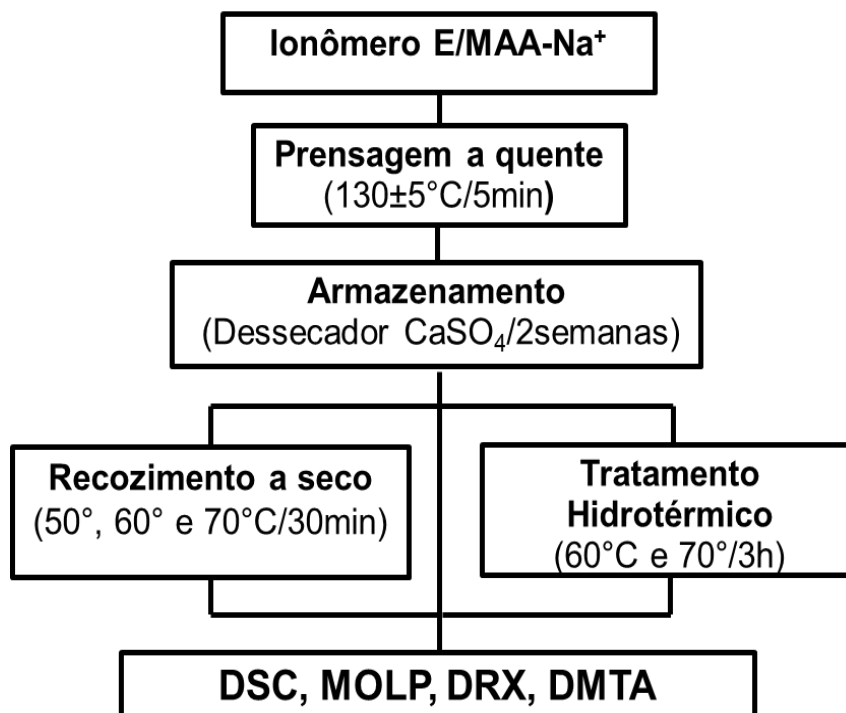 Ionômero E/MAA-Na⁺
Prensagem a quente
(130±5°C/5min)
Armazenamento
(Dessecador CaSO₄/2semanas)
Recozimento a seco
(50°, 60° e 70°C/30min)
Tratamento
Hidrotérmico
(60°C e 70°/3h)
DSC, MOLP, DRX, DMTA